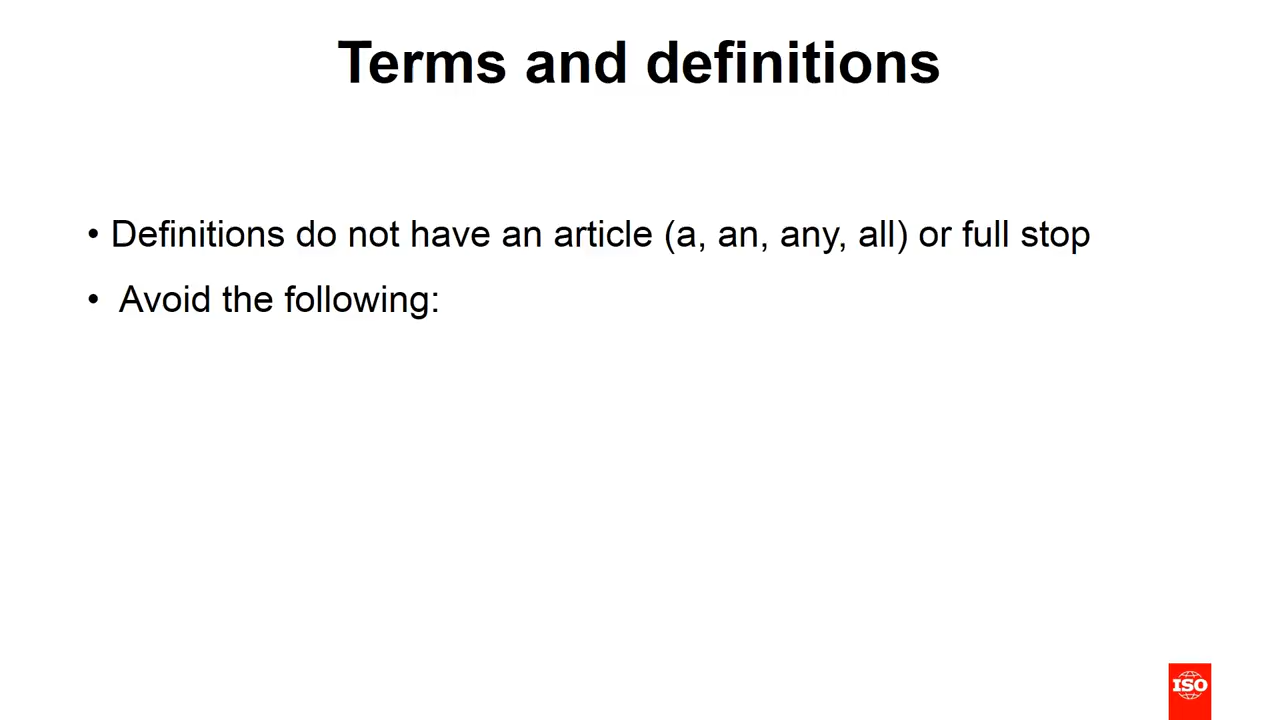 Terms and definitions
• Definitions do not have an article (a, an, any, all) or full stop
• Avoid the following:
ISO